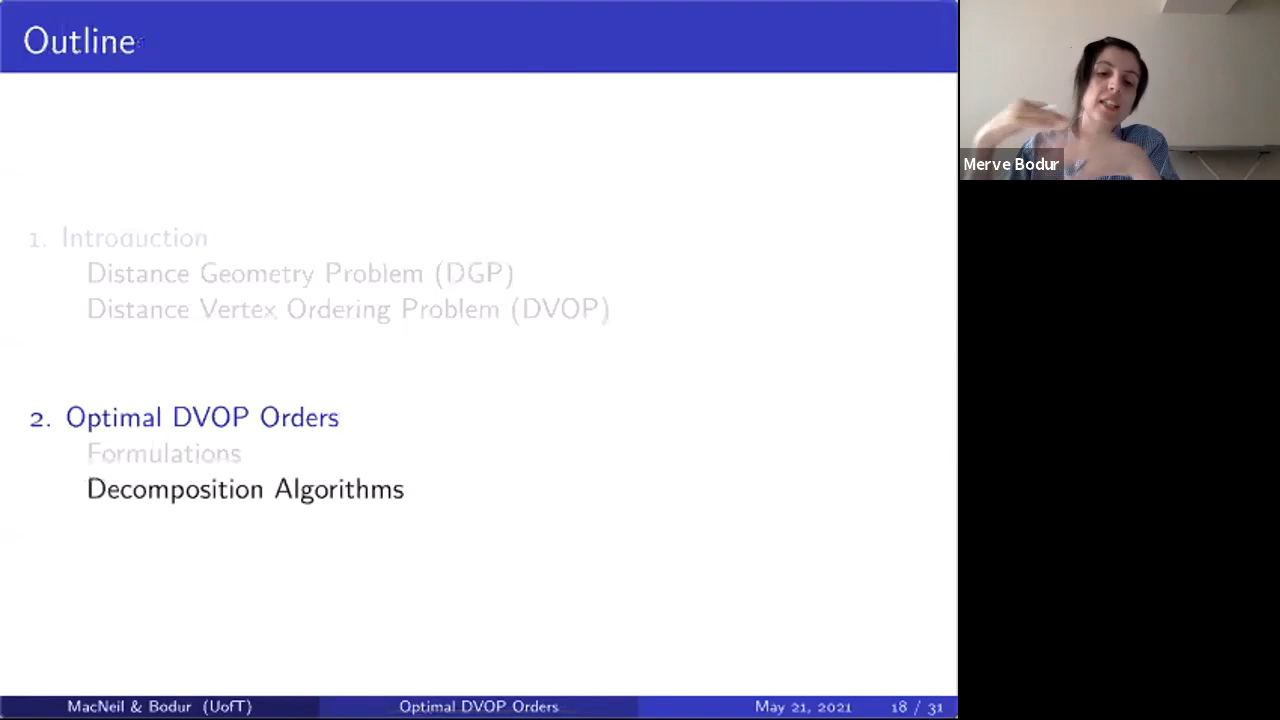 Outline
Merve Bodur
1. Introduction
Distance Geometry Problem (DGP)
Distance Vertex Ordering Problem (DVOP)
2. Optimal DVOP Orders
Formulations
Decomposition Algorithms
MacNeil & Bodur (UofT) Optimal DVOP Orders May 21, 2021 18 / 31